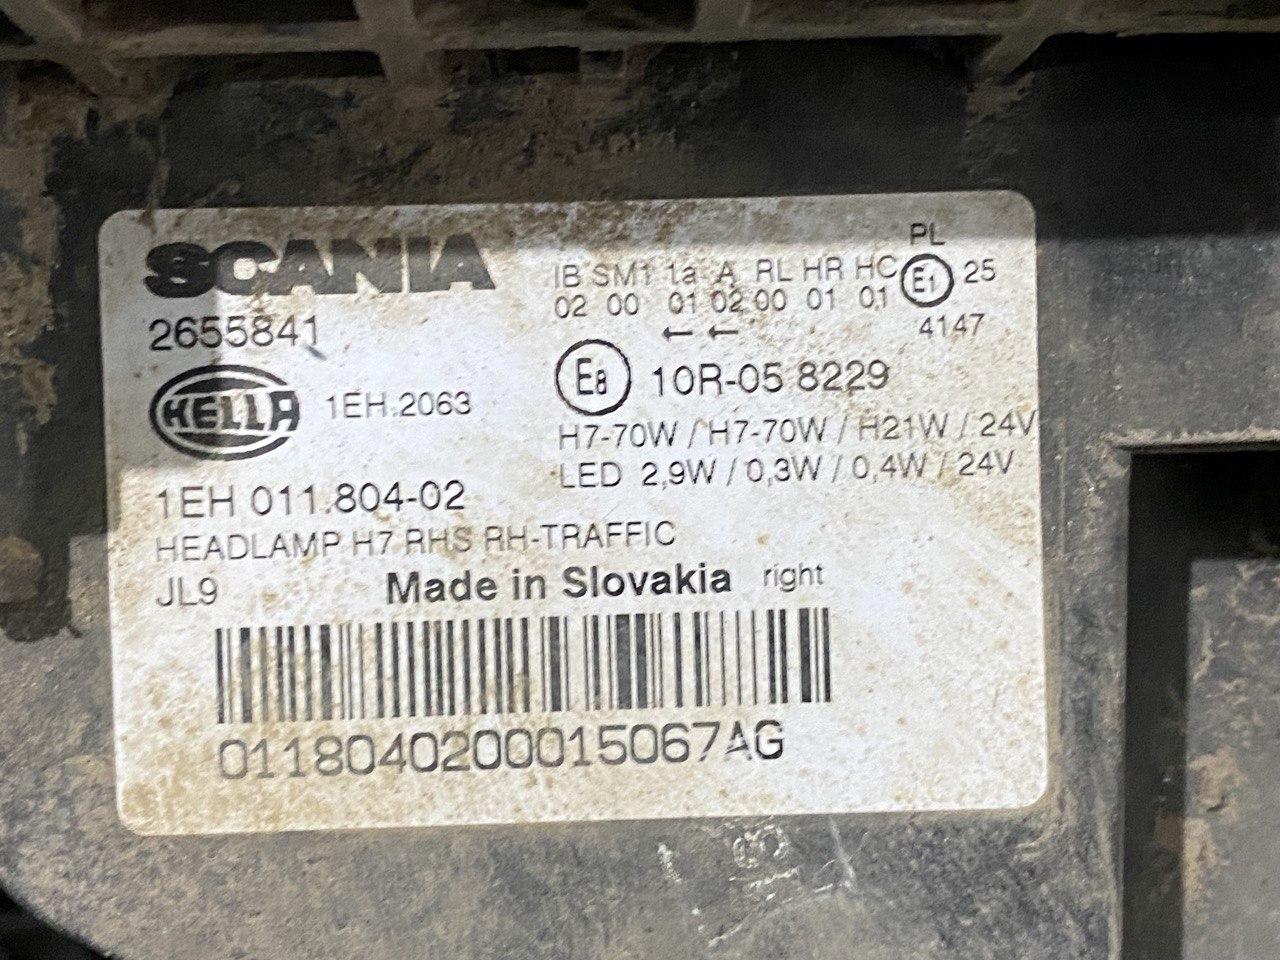 SCANIA
2655841
HELLA 1EH.2063
1EH 011.804-02
HEADLAMP H7 RHS RH-TRAFFIC
JL9 Made in Slovakia right
PL
IB SM1 1a A RL HR HC E1 25
02 00 01 02 00 01 01
← ← 4147
E8 10R-05 8229
H7-70W / H7-70W / H21W / 24V
LED 2,9W / 0,3W / 0,4W / 24V
0118040200015067AG